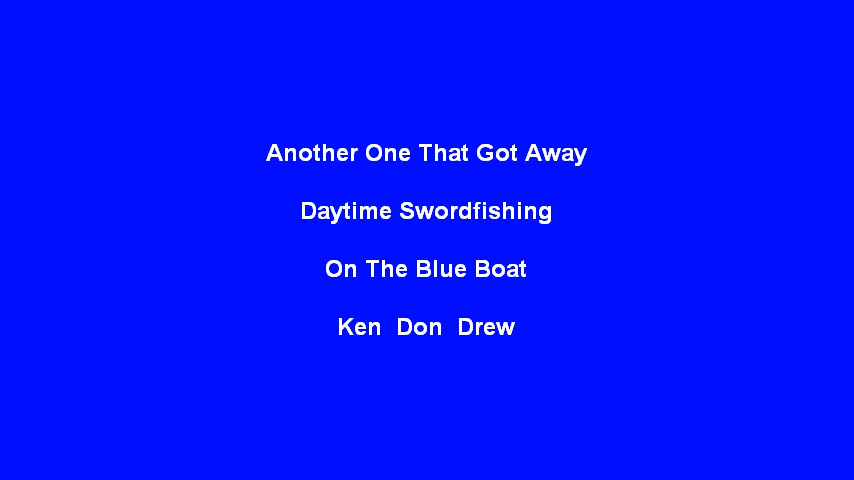 Another One That Got Away
Daytime Swordfishing
On The Blue Boat
Ken  Don  Drew